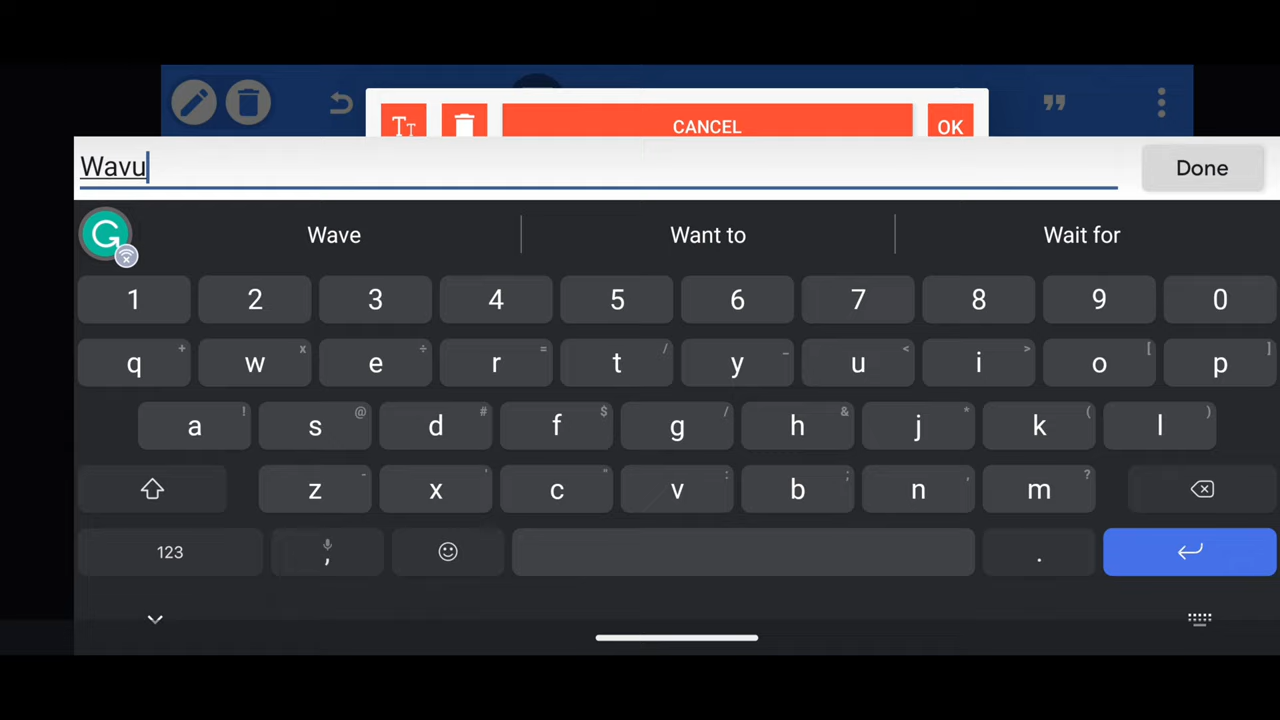 Tт CANCEL OK
Wavu Done
Wave Want to Wait for
1 2 3 4 5 6 7 8 9 0
q + w x e ÷ r = t / y _ u < i > o [ p ]
a ! s @ d # f $ g / h & j * k ( l )
z - x ' c " v : b ; n , m ?
123 , .